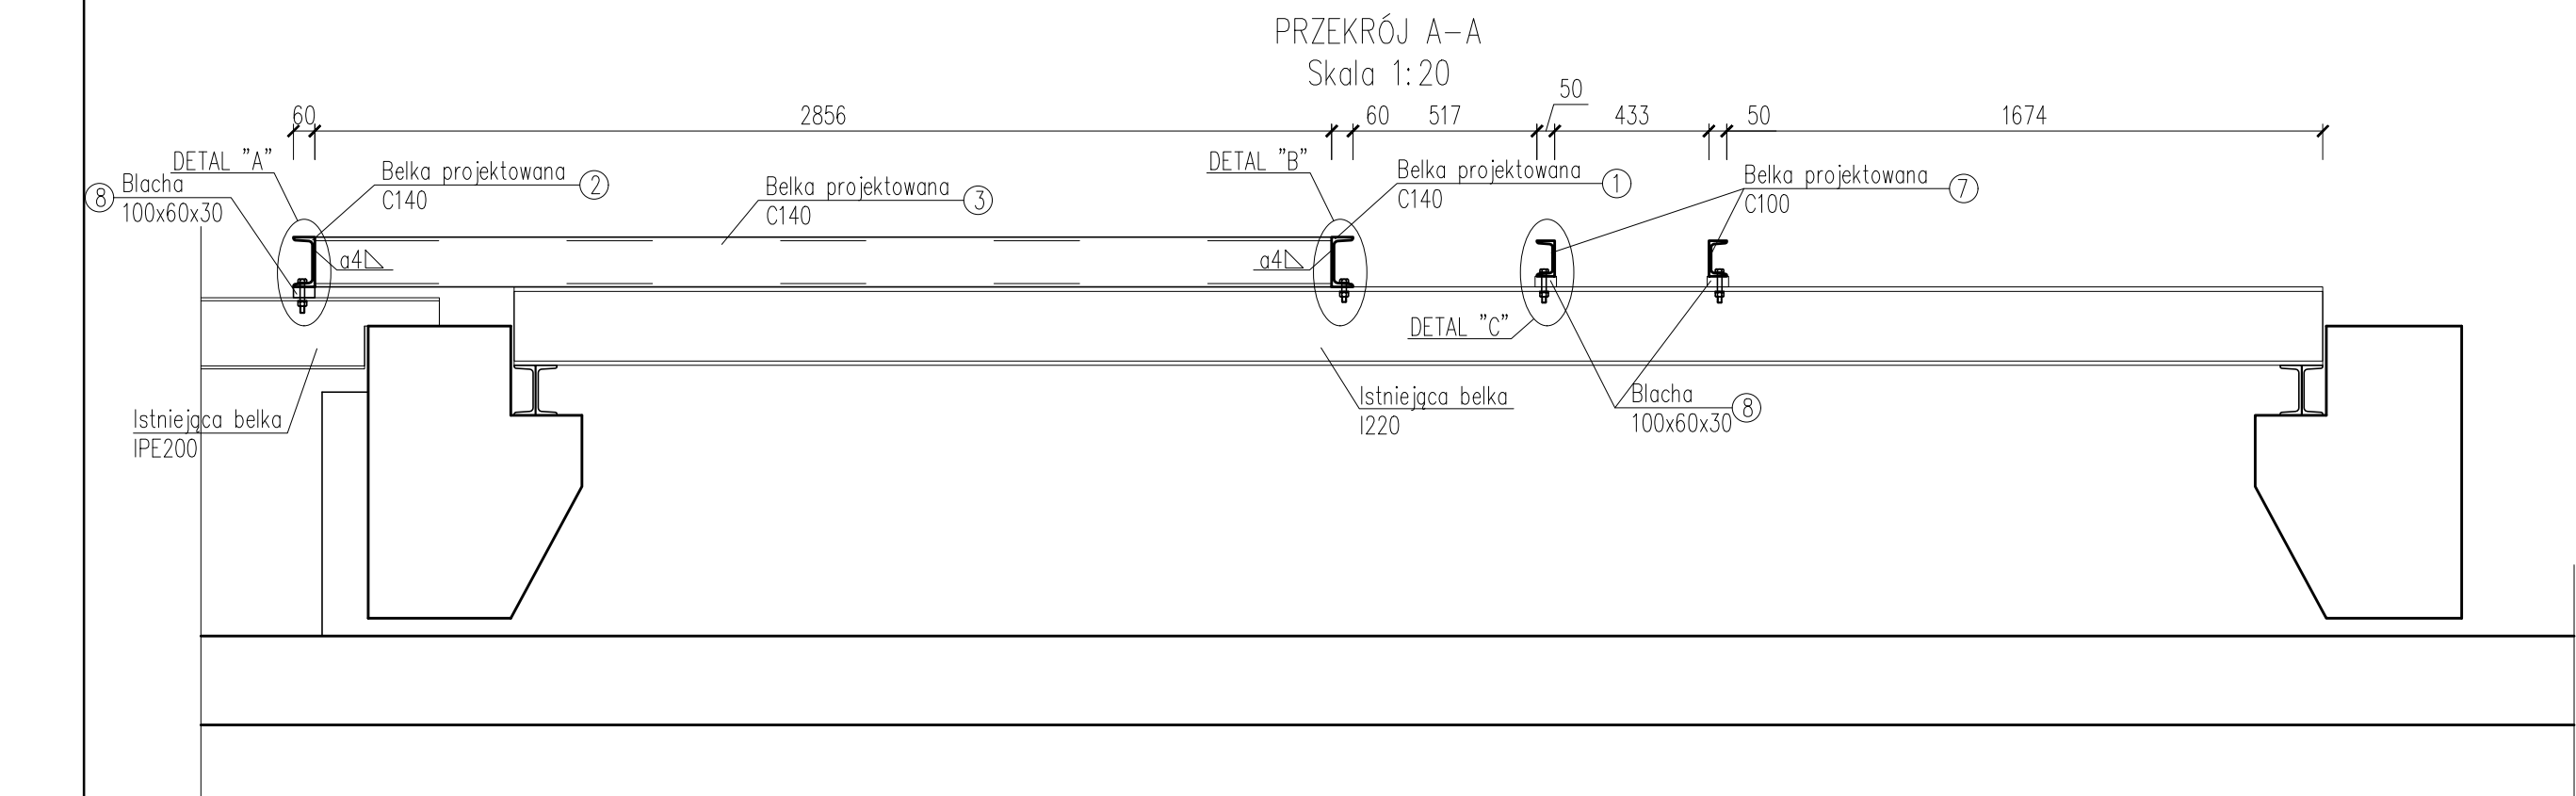 PRZEKRÓJ A-A
Skala 1:20
60
2856
60
517
50
433
50
1674
DETAL "A"
Blacha
8
100x60x30
Belka projektowana
2
C140
Belka projektowana
3
C140
DETAL "B"
Belka projektowana
1
C140
Belka projektowana
7
C100
a4
a4
DETAL "C"
Istniejąca belka
IPE200
Istniejąca belka
I220
Blacha
8
100x60x30